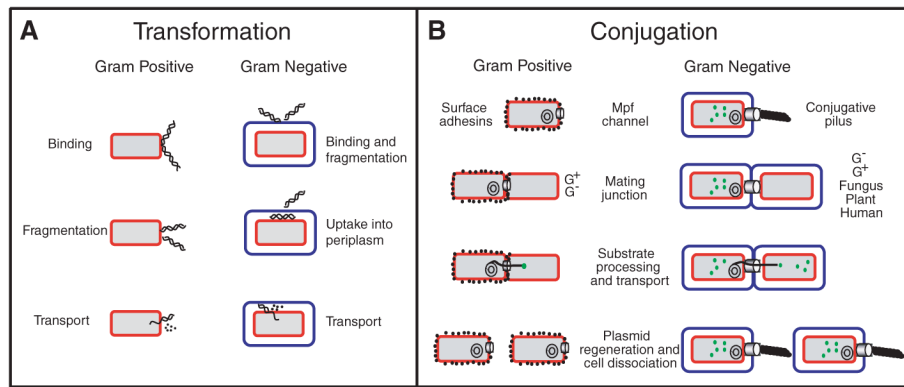 A Transformation
Gram Positive Gram Negative
Binding
Binding and
fragmentation
Fragmentation
Uptake into
periplasm
Transport
Transport
B Conjugation
Gram Positive Gram Negative
Surface
adhesins
Mpf
channel
Conjugative
pilus
G+
G-
Mating
junction
G-
G+
Fungus
Plant
Human
Substrate
processing
and transport
Plasmid
regeneration and
cell dissociation